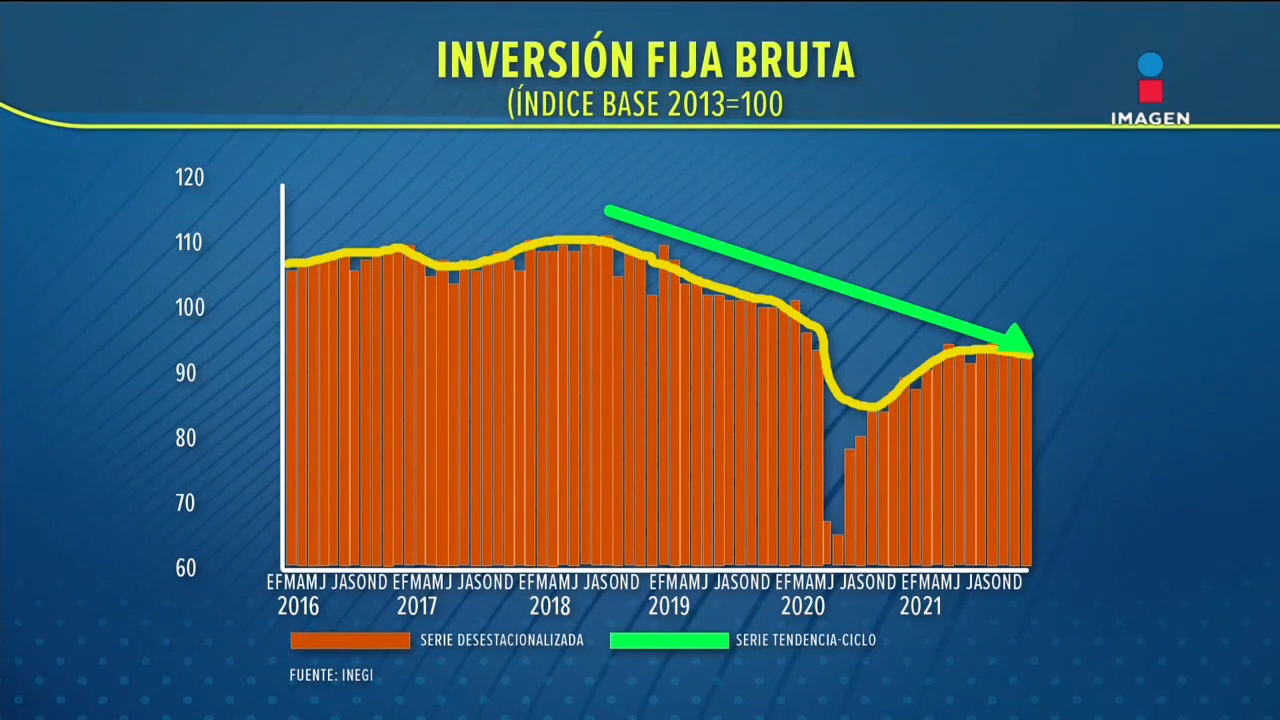 INVERSIÓN FIJA BRUTA
(ÍNDICE BASE 2013=100
IMAGEN
120
110
100
90
80
70
60
EFMAMJ JASOND EFMAMJ JASOND EFMAMJ JASOND EFMAMJ JASOND EFMAMJ JASOND EFMAMJ JASOND
2016 2017 2018 2019 2020 2021
SERIE DESESTACIONALIZADA SERIE TENDENCIA-CICLO
FUENTE: INEGI